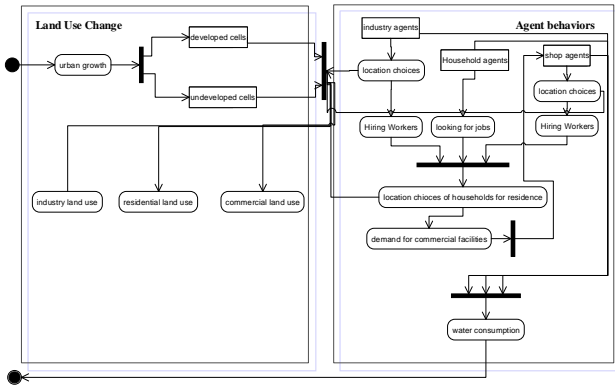 Land Use Change
Agent behaviors
industry agents
developed cells
Household agents
shop agents
urban growth
location choices
location choices
undeveloped cells
Hiring Workers
looking for jobs
Hiring Workers
industry land use
residential land use
commercial land use
location chioces of households for residence
demand for commercial facilities
water consumption